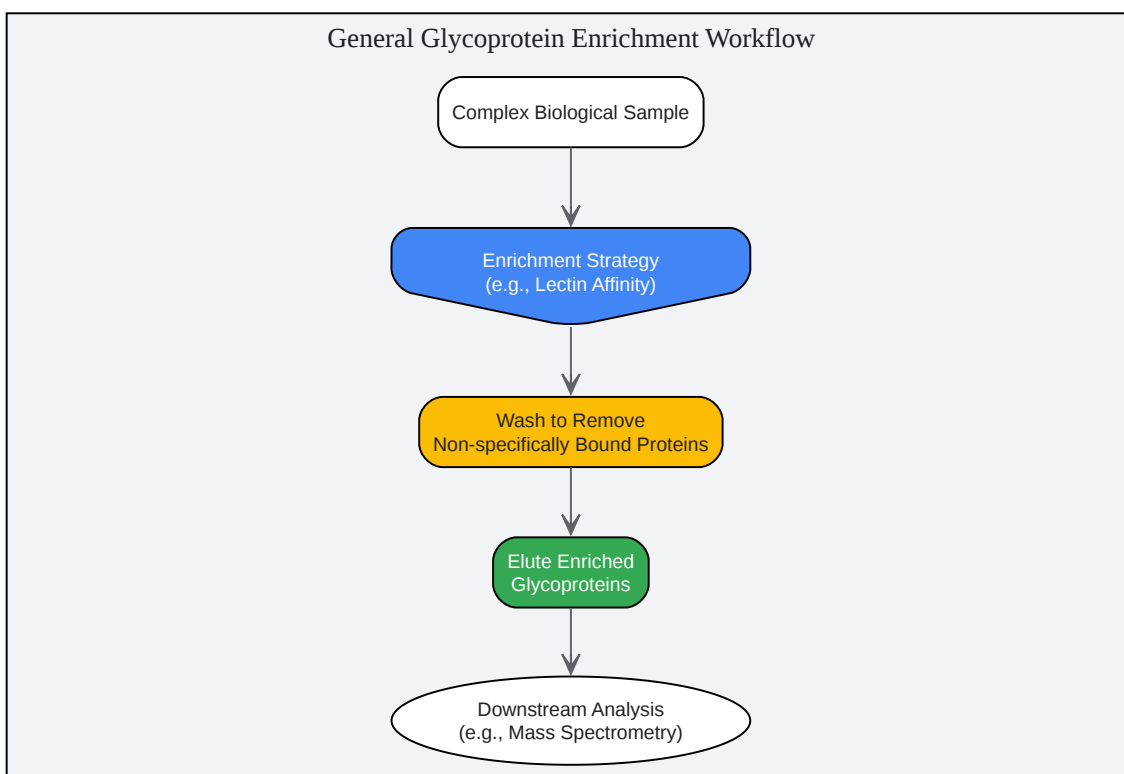 General Glycoprotein Enrichment Workflow
Complex Biological Sample
Enrichment Strategy
(e.g., Lectin Affinity)
Wash to Remove
Non-specifically Bound Proteins
Elute Enriched
Glycoproteins
Downstream Analysis
(e.g., Mass Spectrometry)